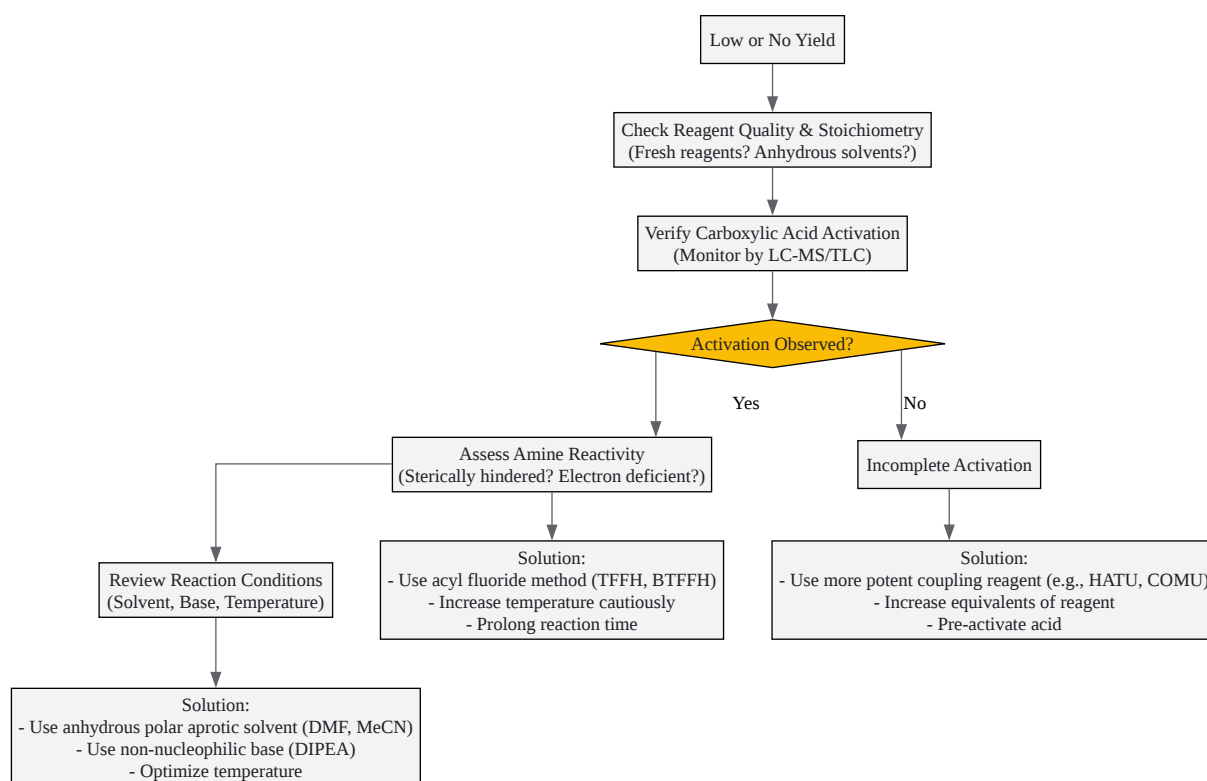 Low or No Yield
Check Reagent Quality & Stoichiometry
(Fresh reagents? Anhydrous solvents?)
Verify Carboxylic Acid Activation
(Monitor by LC-MS/TLC)
Activation Observed?
Yes
No
Assess Amine Reactivity
(Sterically hindered? Electron deficient?)
Incomplete Activation
Review Reaction Conditions
(Solvent, Base, Temperature)
Solution:
- Use acyl fluoride method (TFFH, BTFFH)
- Increase temperature cautiously
- Prolong reaction time
Solution:
- Use more potent coupling reagent (e.g., HATU, COMU)
- Increase equivalents of reagent
- Pre-activate acid
Solution:
- Use anhydrous polar aprotic solvent (DMF, MeCN)
- Use non-nucleophilic base (DIPEA)
- Optimize temperature